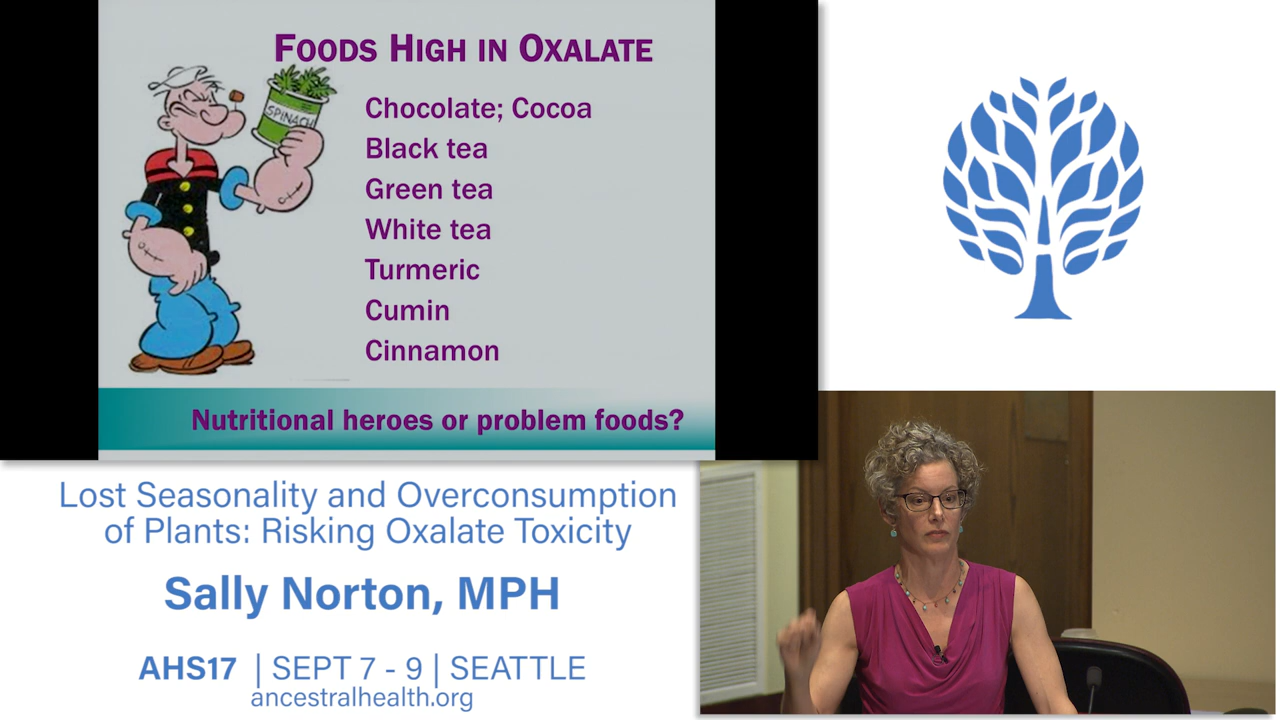 FOODS HIGH IN OXALATE
SPINACH
Chocolate; Cocoa
Black tea
Green tea
White tea
Turmeric
Cumin
Cinnamon
Nutritional heroes or problem foods?
Lost Seasonality and Overconsumption
of Plants: Risking Oxalate Toxicity
Sally Norton, MPH
AHS17 | SEPT 7 - 9 | SEATTLE
ancestralhealth.org